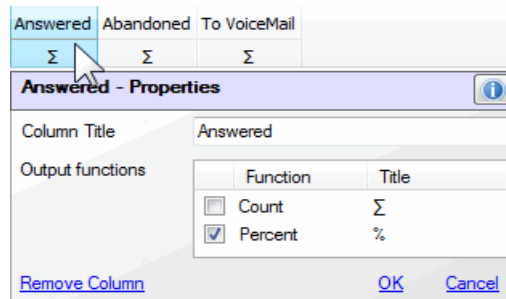 Answered Abandoned To VoiceMail
Σ Σ Σ
Answered - Properties
Column Title Answered
Output functions Function Title
Count Σ
Percent %
Remove Column OK Cancel